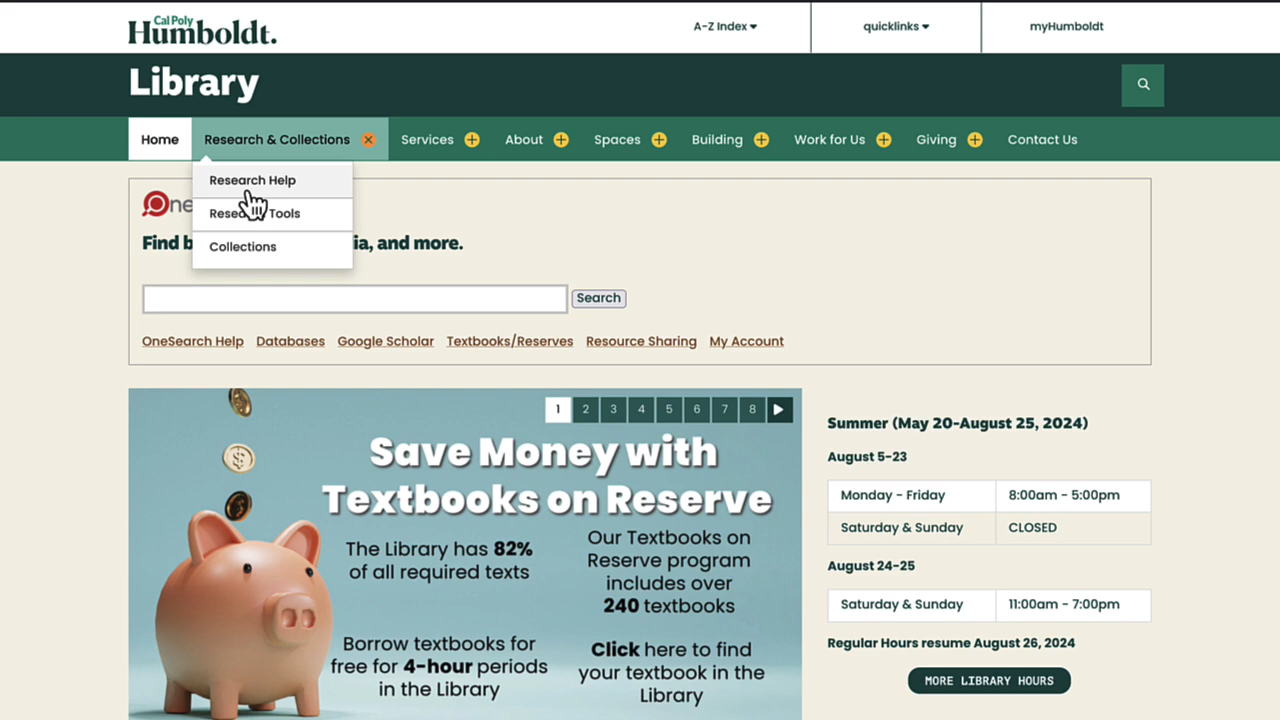 Cal Poly
Humboldt.
A-Z Index
quicklinks
myHumboldt
Library
Home
Research & Collections
Services
About
Spaces
Building
Work for Us
Giving
Contact Us
Research Help
Tools
Collections
Find
and more.
Search
OneSearch Help
Databases
Google Scholar
Textbooks/Reserves
Resource Sharing
My Account
1 2 3 4 5 6 7 8
Save Money with
Textbooks on Reserve
The Library has 82%
of all required texts
Our Textbooks on
Reserve program
includes over
240 textbooks
Borrow textbooks for
free for 4-hour periods
in the Library
Click here to find
your textbook in the
Library
Summer (May 20-August 25, 2024)
August 5-23
Monday - Friday 8:00am - 5:00pm
Saturday & Sunday CLOSED
August 24-25
Saturday & Sunday 11:00am - 7:00pm
Regular Hours resume August 26, 2024
MORE LIBRARY HOURS